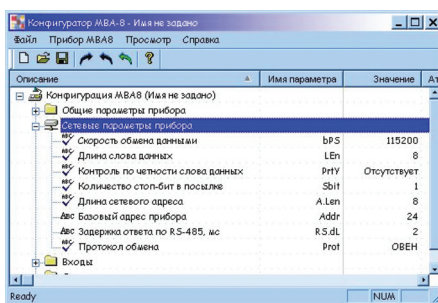 Конфигуратор МВА-8 - Имя не задано
Файл Прибор МВА8 Просмотр Справка
Описание Имя параметра Значение Ат
Конфигурация МВА8 (Имя не задано)
Общие параметры прибора
Сетевые параметры прибора
Скорость обмена данными bPS 115200
Длина слова данных LEn 8
Контроль по четности слова данных PrtY Отсутствует
Количество стоп-бит в посылке Sbit 1
Длина сетевого адреса A.Len 8
Авс Базовый адрес прибора Addr 24
Авс Задержка ответа по RS-485, мс RS.dL 2
Протокол обмена Prot ОВЕН
Входы
Ready NUM